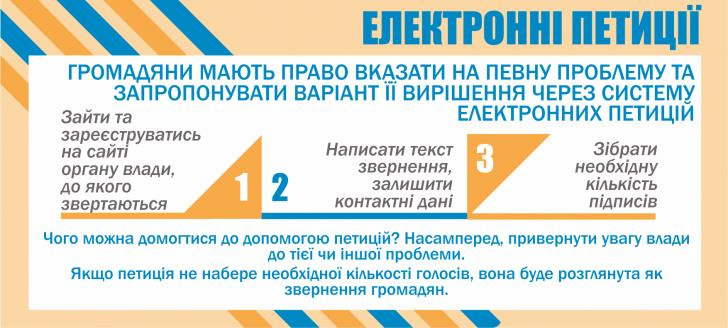 ЕЛЕКТРОННІ ПЕТИЦІЇ
ГРОМАДЯНИ МАЮТЬ ПРАВО ВКАЗАТИ НА ПЕВНУ ПРОБЛЕМУ ТА
ЗАПРОПОНУВАТИ ВАРІАНТ ЇЇ ВИРІШЕННЯ ЧЕРЕЗ СИСТЕМУ
ЕЛЕКТРОННИХ ПЕТИЦІЙ
Зайти та
зареєструватись
на сайті
органу влади,
до якого
звертаються
1
2
Написати текст
звернення,
залишити
контактні дані
3
Зібрати
необхідну
кількість
підписів
Чого можна домогтися до допомогою петицій? Насамперед, привернути увагу влади
до тієї чи іншої проблеми.
Якщо петиція не набере необхідної кількості голосів, вона буде розглянута як
звернення громадян.